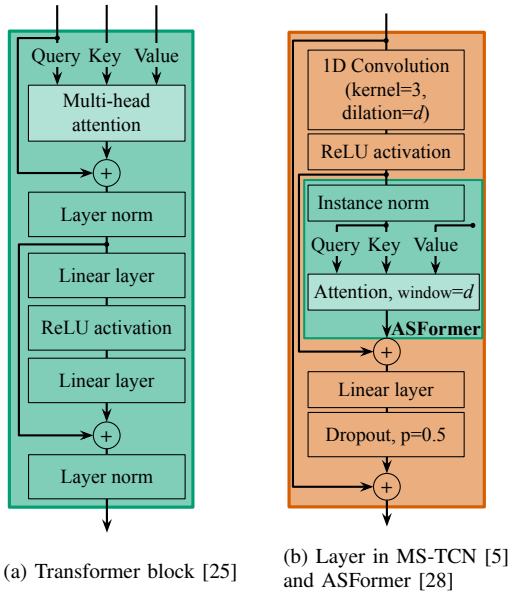 Query Key Value
Multi-head
attention
+
Layer norm
Linear layer
ReLU activation
Linear layer
+
Layer norm
(a) Transformer block [25]
1D Convolution
(kernel=3,
dilation=d)
ReLU activation
Instance norm
Query Key Value
Attention, window=d
ASFormer
+
Linear layer
Dropout, p=0.5
+
(b) Layer in MS-TCN [5]
and ASFormer [28]